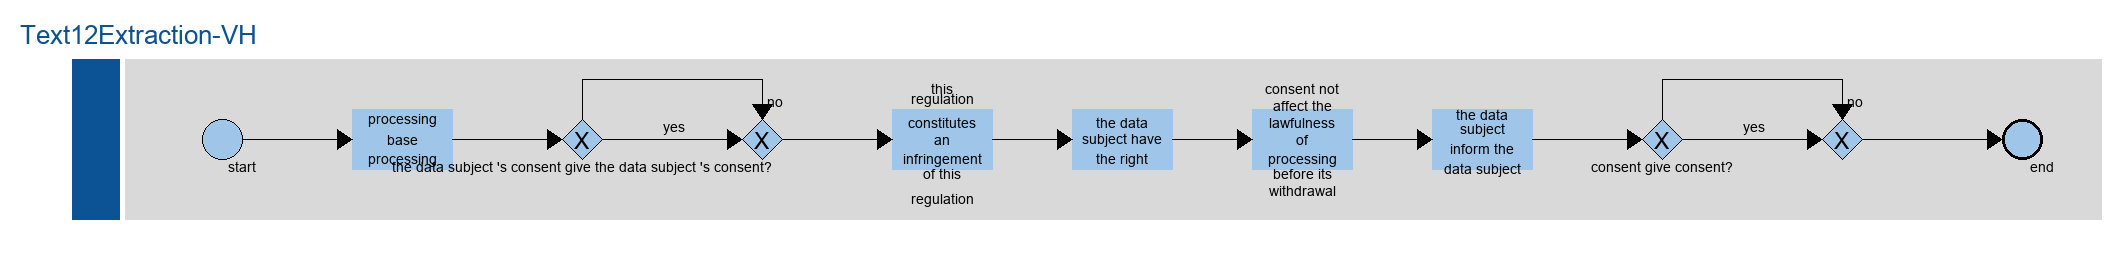 Text12Extraction-VH
start
processing
base
processing
the data subject 's consent give the data subject 's consent?
X
yes
no
X
this
regulation
constitutes
an
infringement
of this
regulation
the data
subject have
the right
consent not
affect the
lawfulness
of
processing
before its
withdrawal
the data
subject
inform the
data subject
X
consent give consent?
yes
no
X
end